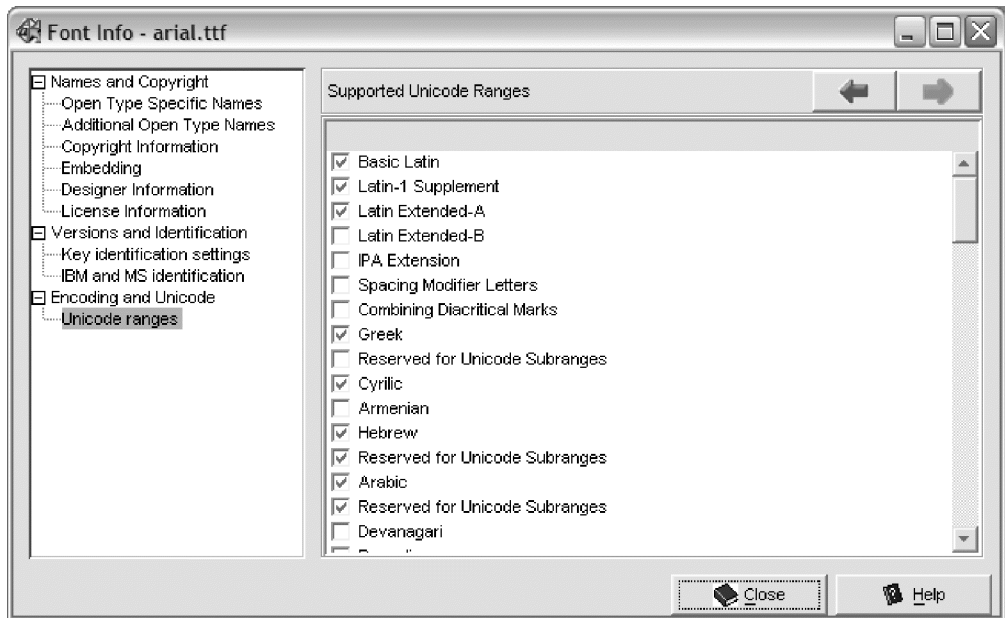 Font Info - arial.ttf
Names and Copyright
Open Type Specific Names
Additional Open Type Names
Copyright Information
Embedding
Designer Information
License Information
Versions and Identification
Key identification settings
IBM and MS identification
Encoding and Unicode
Unicode ranges
Supported Unicode Ranges
Basic Latin
Latin-1 Supplement
Latin Extended-A
Latin Extended-B
IPA Extension
Spacing Modifier Letters
Combining Diacritical Marks
Greek
Reserved for Unicode Subranges
Cyrilic
Armenian
Hebrew
Reserved for Unicode Subranges
Arabic
Reserved for Unicode Subranges
Devanagari
Close
Help